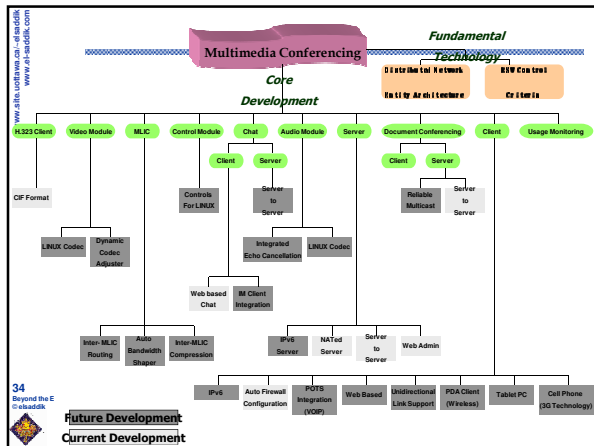 www.site.uottawa.ca/~elsaddik
www.el-saddik.com
Multimedia Conferencing
Fundamental
Technology
Core
Development
Distributed Network
Entity Architecture
Control
Criteria
H.323 Client
Video Module
MLIC
Control Module
Chat
Audio Module
Server
Document Conferencing
Client
Usage Monitoring
Client
Server
Client
Server
CIF Format
Controls
For LINUX
Server
to
Server
Reliable
Multicast
Server
to
Server
LINUX Codec
Dynamic
Codec
Adjuster
Integrated
Echo Cancellation
LINUX Codec
Web based
Chat
IM Client
Integration
Inter-MLIC
Routing
Auto
Bandwidth
Shaper
Inter-MLIC
Compression
IPv6
Server
NATed
Server
Server
to
Server
Web Admin
IPv6
Auto Firewall
Configuration
POTS
Integration
(VOIP)
Web Based
Unidirectional
Link Support
PDA Client
(Wireless)
Tablet PC
Cell Phone
(3G Technology)
34
Beyond the E
©elsaddik
Future Development
Current Development